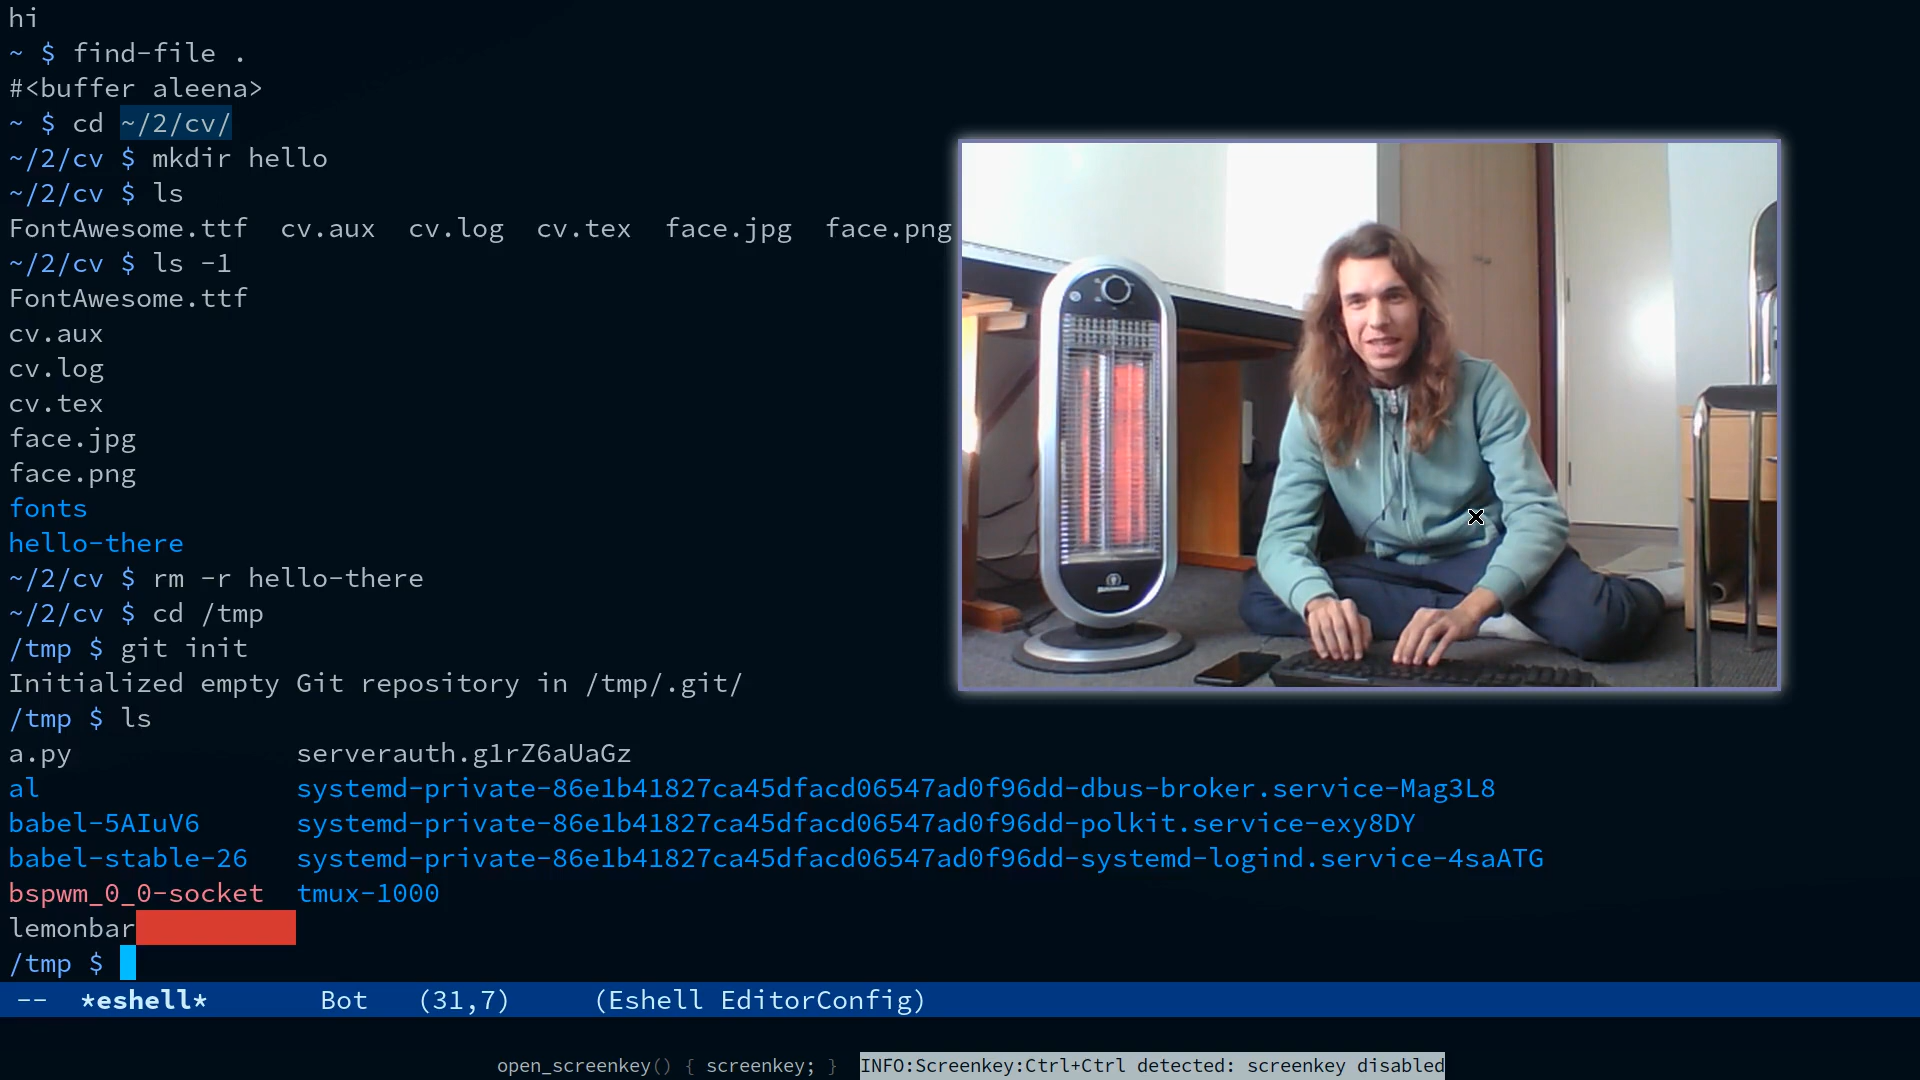 hi
~ $ find-file .
#<buffer aleena>
~ $ cd ~/2/cv/
~/2/cv $ mkdir hello
~/2/cv $ ls
FontAwesome.ttf  cv.aux  cv.log  cv.tex  face.jpg  face.png
~/2/cv $ ls -1
FontAwesome.ttf
cv.aux
cv.log
cv.tex
face.jpg
face.png
fonts
hello-there
~/2/cv $ rm -r hello-there
~/2/cv $ cd /tmp
/tmp $ git init
Initialized empty Git repository in /tmp/.git/
/tmp $ ls
a.py              serverauth.g1rZ6aUaGz
al                systemd-private-86e1b41827ca45dfacd06547ad0f96dd-dbus-broker.service-Mag3L8
babel-5AIuV6      systemd-private-86e1b41827ca45dfacd06547ad0f96dd-polkit.service-exy8DY
babel-stable-26   systemd-private-86e1b41827ca45dfacd06547ad0f96dd-systemd-logind.service-4saATG
bspwm_0_0-socket  tmux-1000
lemonbar
/tmp $
--  *eshell*       Bot   (31,7)     (Eshell EditorConfig)
open_screenkey() { screenkey; }  INFO:Screenkey:Ctrl+Ctrl detected: screenkey disabled